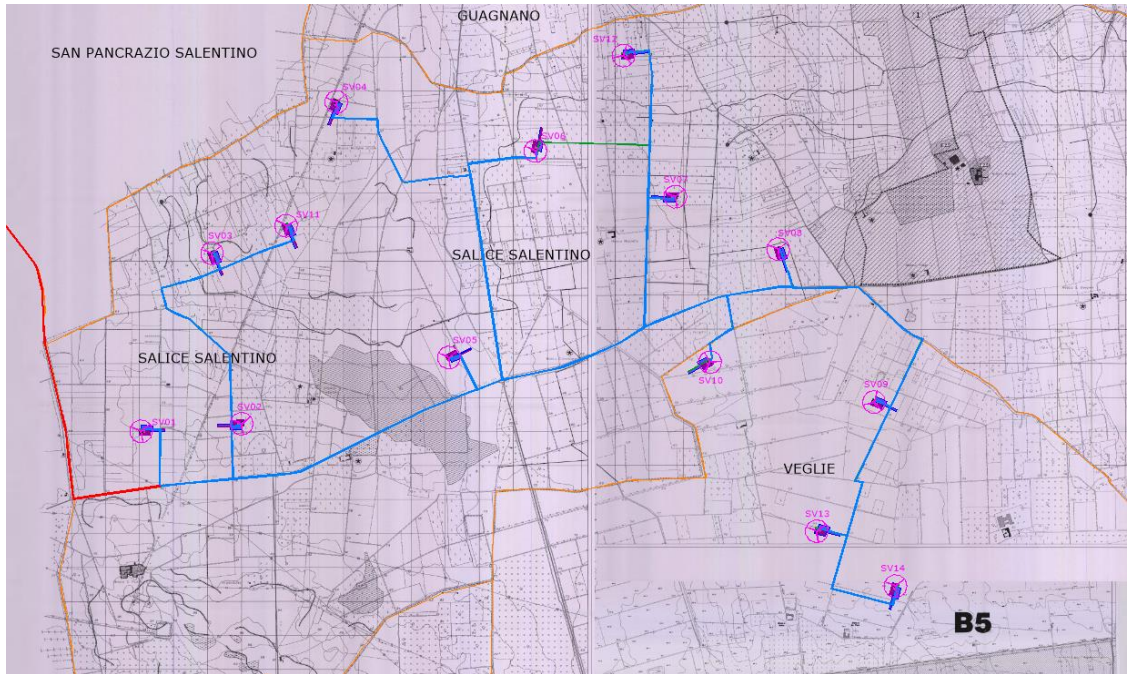 GUAGNANO
SAN PANCRAZIO SALENTINO
SV12
SV04
SV06
SV07
SV11
SV03
SALICE SALENTINO
SV08
SALICE SALENTINO
SV05
SV10
SV09
SV01
SV02
VEGLIE
SV13
SV14
B5